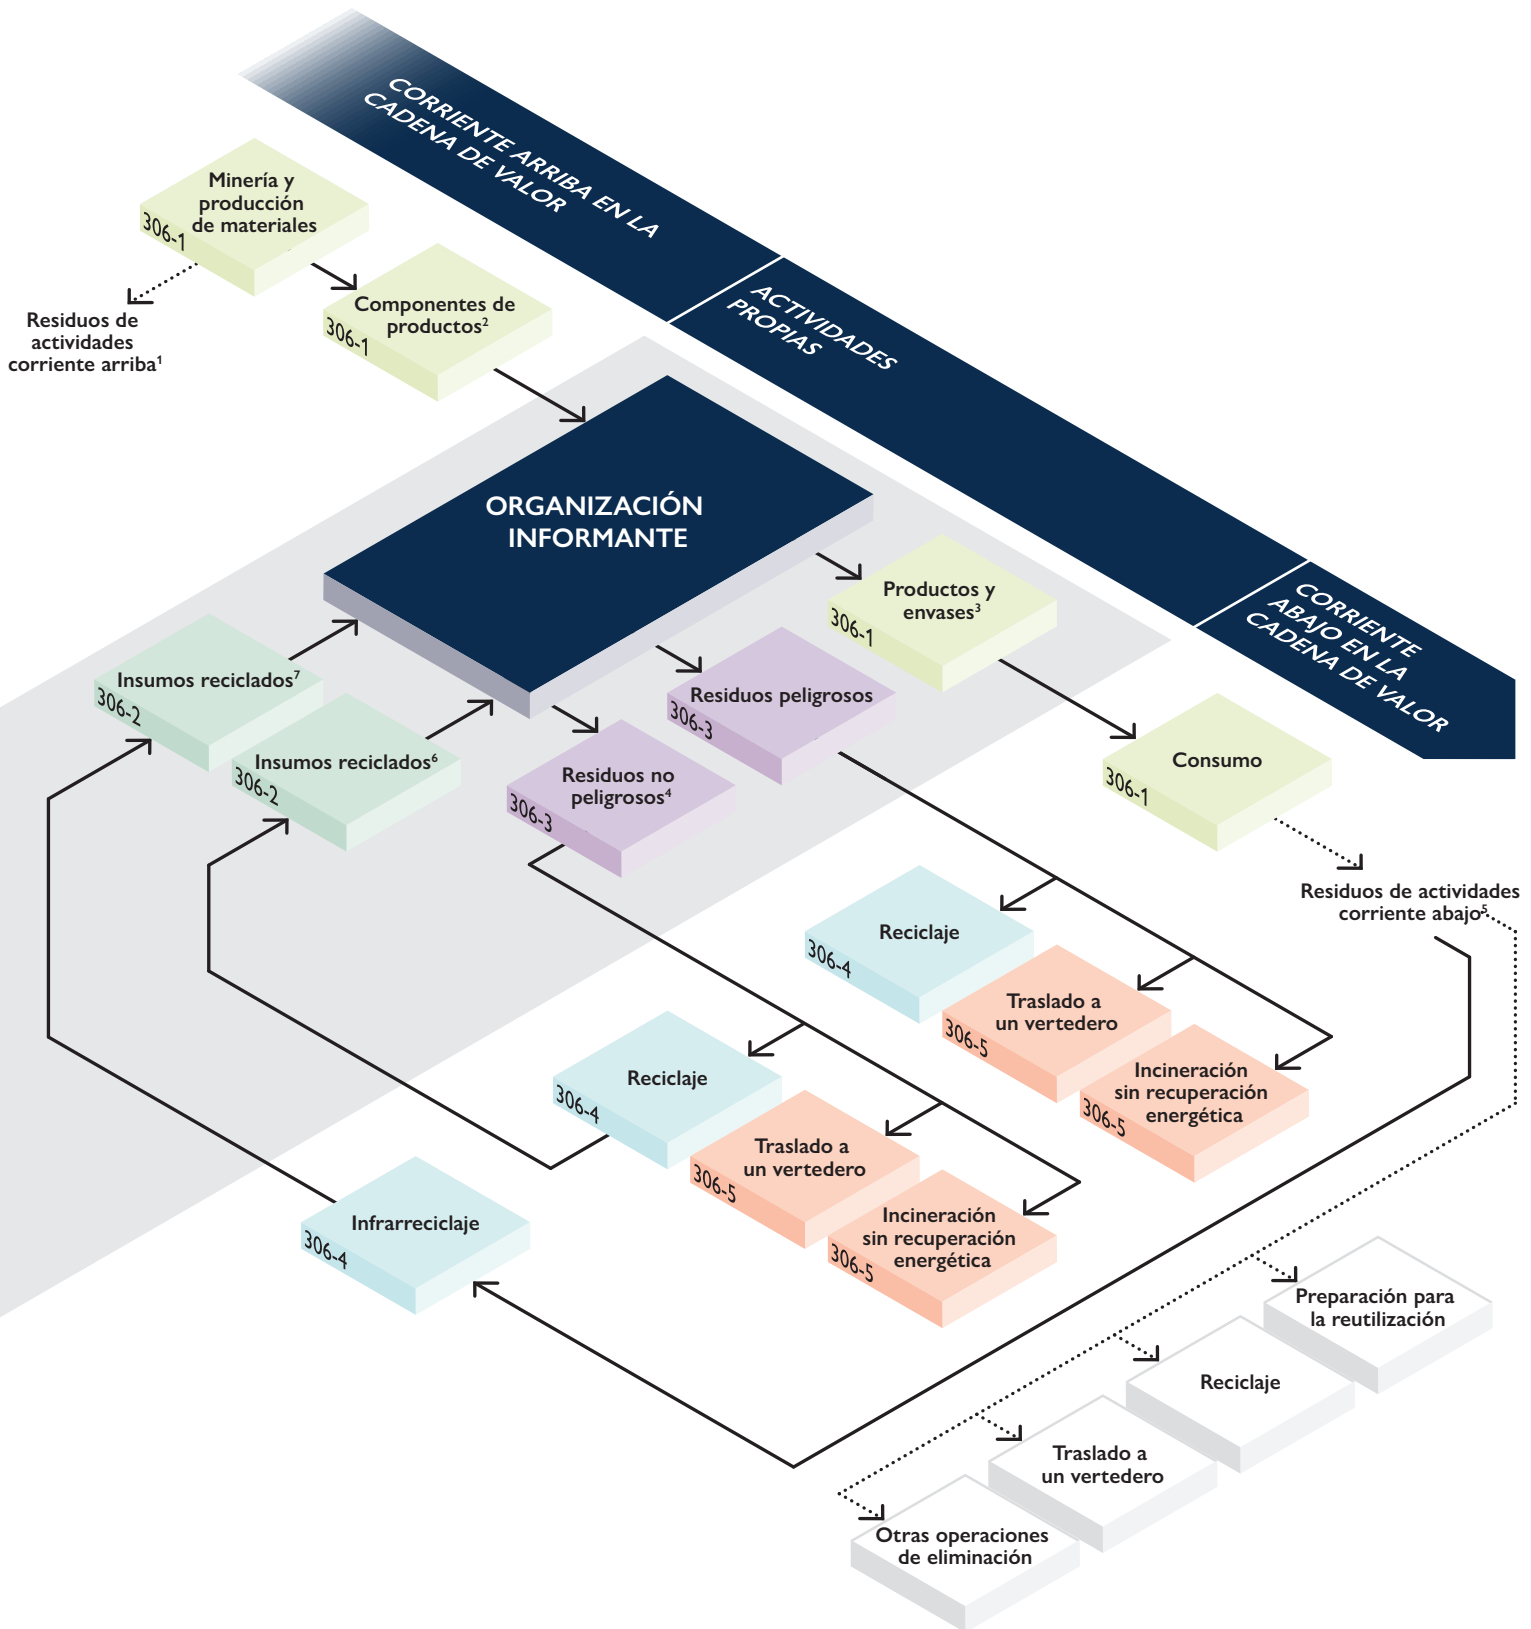 CORRIENTE ARRIBA EN LA
CADENA DE VALOR
ACTIVIDADES
PROPIAS
CORRIENTE
ABAJO EN LA
CADENA DE VALOR
Minería y
producción
de materiales
306-1
Residuos de
actividades
corriente arriba¹
Componentes de
productos²
306-1
ORGANIZACIÓN
INFORMANTE
Productos y
envases³
306-1
Insumos reciclados⁷
306-2
Insumos reciclados⁶
306-2
Residuos peligrosos
306-3
Residuos no
peligrosos⁴
306-3
Consumo
306-1
Residuos de actividades
corriente abajo⁵
Reciclaje
306-4
Traslado a
un vertedero
306-5
Incineración
sin recuperación
energética
306-5
Reciclaje
306-4
Traslado a
un vertedero
306-5
Incineración
sin recuperación
energética
306-5
Infrarreciclaje
306-4
Preparación para
la reutilización
Reciclaje
Traslado a
un vertedero
Otras operaciones
de eliminación